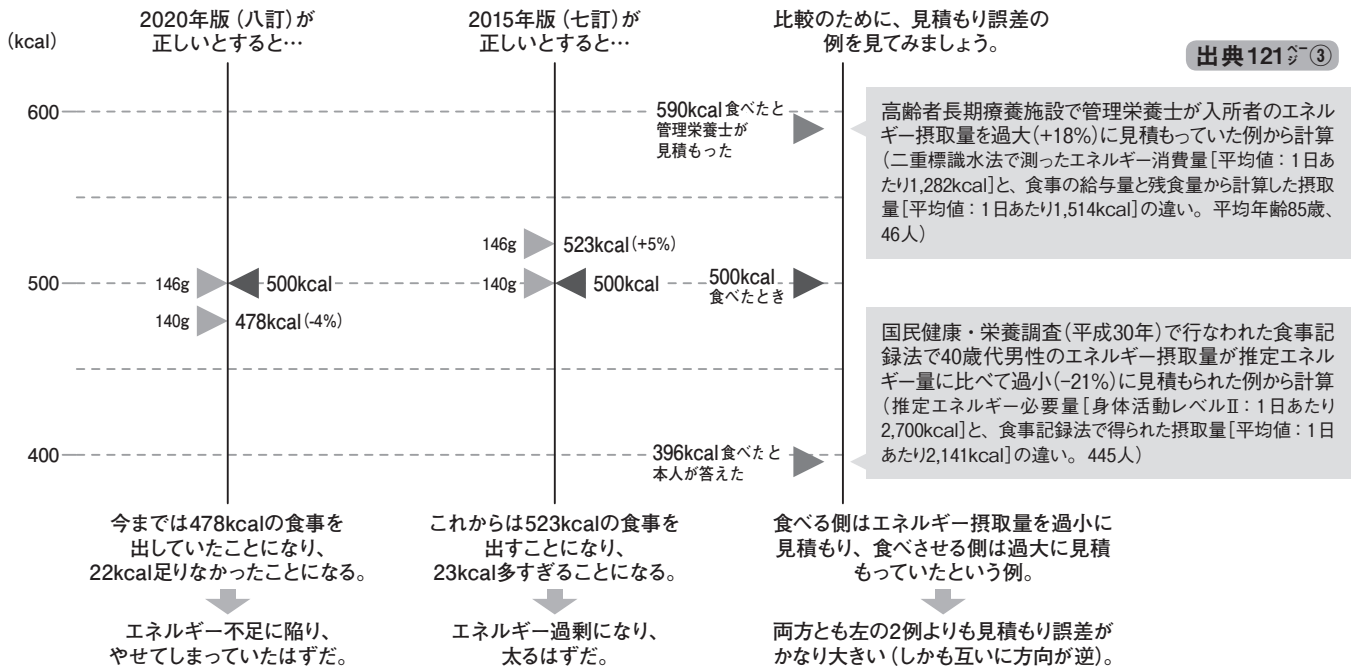 2020年版（八訂）が
正しいとすると…
2015年版（七訂）が
正しいとすると…
比較のために、見積もり誤差の
例を見てみましょう。
出典121ページ③
(kcal)
600
500
400
146g
500kcal
140g
478kcal(-4%)
146g
523kcal(+5%)
140g
500kcal
590kcal食べたと
管理栄養士が
見積もった
500kcal
食べたとき
396kcal食べたと
本人が答えた
高齢者長期療養施設で管理栄養士が入所者のエネル
ギー摂取量を過大(+18%)に見積もっていた例から計算
(二重標識水法で測ったエネルギー消費量[平均値：1日あ
たり1,282kcal]と、食事の給与量と残食量から計算した摂取
量[平均値：1日あたり1,514kcal]の違い。平均年齢85歳、
46人)
国民健康・栄養調査(平成30年)で行なわれた食事記
録法で40歳代男性のエネルギー摂取量が推定エネル
ギー量に比べて過小(-21%)に見積もられた例から計算
(推定エネルギー必要量[身体活動レベルⅡ：1日あたり
2,700kcal]と、食事記録法で得られた摂取量[平均値：1日
あたり2,141kcal]の違い。445人)
今までは478kcalの食事を
出していたことになり、
22kcal足りなかったことになる。
エネルギー不足に陥り、
やせてしまっていたはずだ。
これからは523kcalの食事を
出すことになり、
23kcal多すぎることになる。
エネルギー過剰になり、
太るはずだ。
食べる側はエネルギー摂取量を過小に
見積もり、食べさせる側は過大に見積
もっていたという例。
両方とも左の2例よりも見積もり誤差が
かなり大きい(しかも互いに方向が逆)。